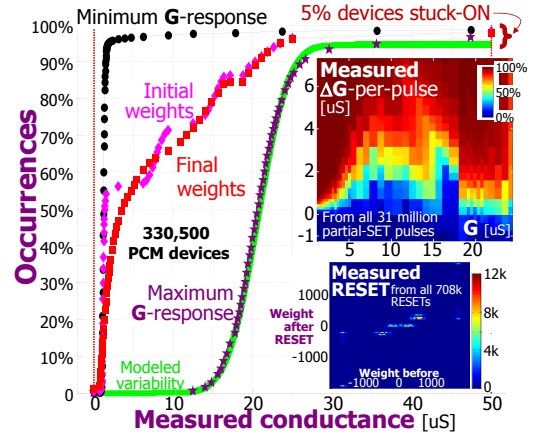 Minimum G-response
5% devices stuck-ON
100%
90%
80%
70%
60%
50%
40%
30%
20%
10%
0
Occurrences
Initial
weights
Final
weights
330,500
PCM devices
Maximum
G-response
Modeled
variability
0
10
20
30
40
50
Measured conductance [uS]
Measured
ΔG-per-pulse
[uS]
6
4
2
0
-1
100%
50%
0%
From all 31 million
partial-SET pulses
G [uS]
5
10
15
20
Measured
RESET from all 708k
RESETs
1000
0
-1000
Weight
after
RESET
Weight before
-1000 0 1000
12k
8k
4k
0